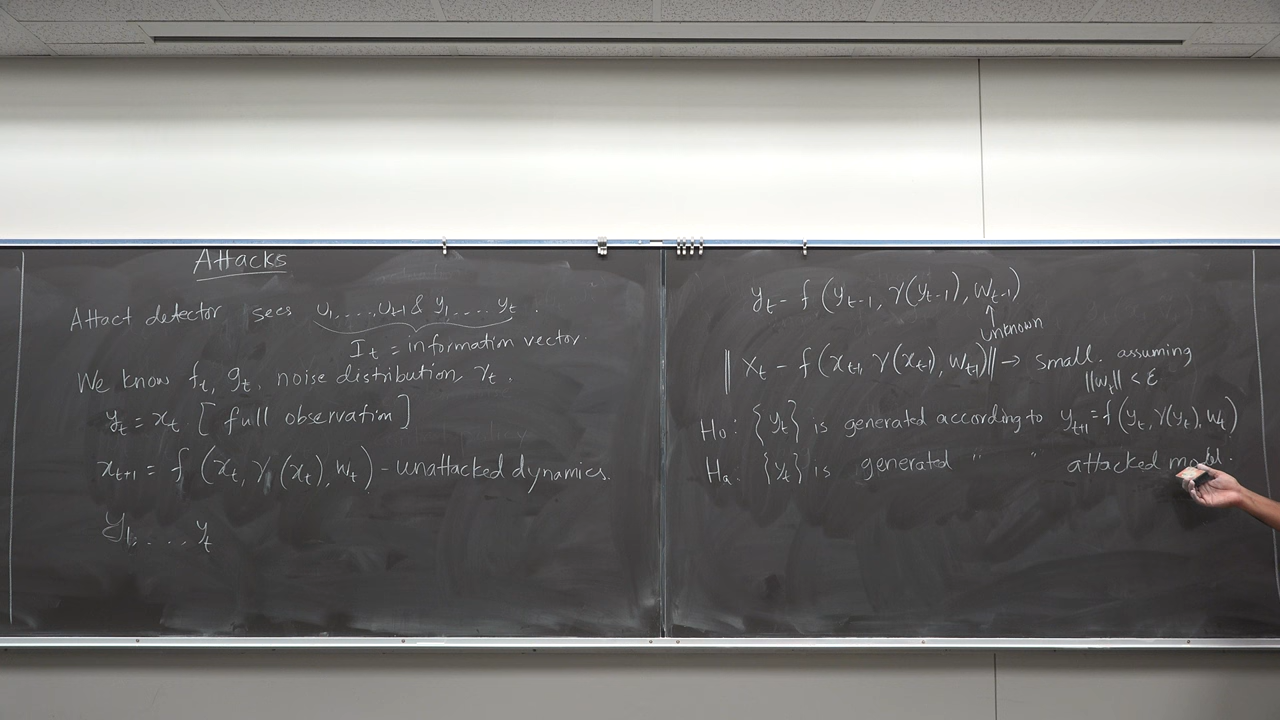 Attacks
Attact detector sees u₁,....,u_{t-1} & y₁,.... y_t .
I_t = information vector.
We know f_t, g_t, noise distribution, γ_t.
y_t = x_t. [full observation]
x_{t+1} = f (x_t, γ(x_t), w_t) - unattacked dynamics.
y₁, . . . y_t
y_t - f (y_{t-1}, γ(y_{t-1}), w_{t-1})
↑
unknown
|| x_t - f (x_{t-1}, γ(x_{t-1}), w_{t-1}) || → small. assuming
||w_t|| < ε
H₀: {y_t} is generated according to y_{t+1} = f (y_t, γ(y_t), w_t)
Hₐ: {y_t} is generated " " attacked model.